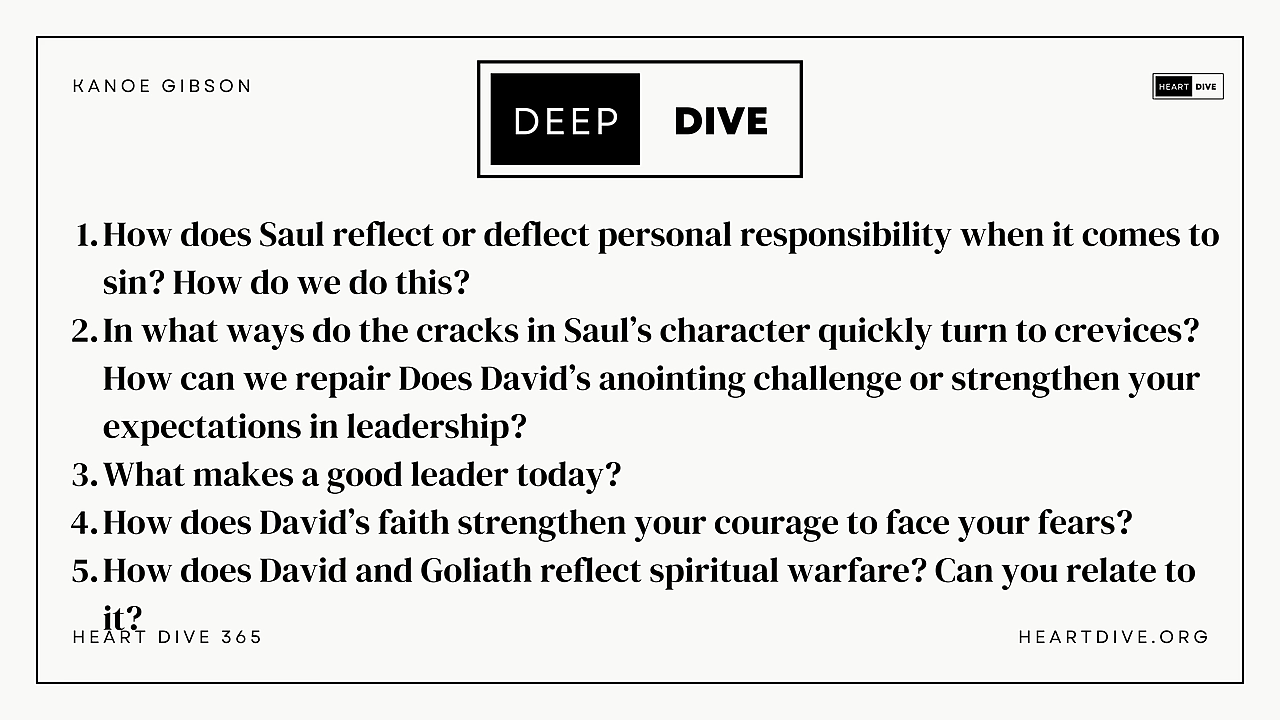 KANOE GIBSON
DEEP DIVE
HEART DIVE
1. How does Saul reflect or deflect personal responsibility when it comes to
sin? How do we do this?
2. In what ways do the cracks in Saul’s character quickly turn to crevices?
How can we repair Does David’s anointing challenge or strengthen your
expectations in leadership?
3. What makes a good leader today?
4. How does David’s faith strengthen your courage to face your fears?
5. How does David and Goliath reflect spiritual warfare? Can you relate to
it?
HEART DIVE 365
HEARTDIVE.ORG